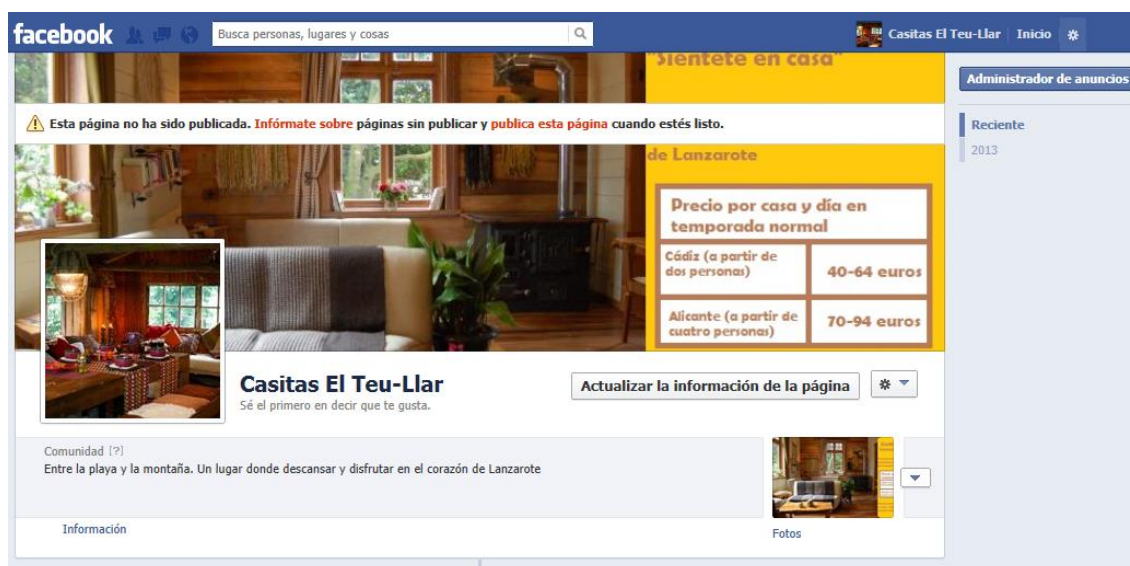 facebook
Busca personas, lugares y cosas
Casitas El Teu-Llar
Inicio
"Siéntete en casa"
Administrador de anuncios
Esta página no ha sido publicada. Infórmate sobre páginas sin publicar y publica esta página cuando estés listo.
Reciente
2013
de Lanzarote
Precio por casa y día en
temporada normal
Cádiz (a partir de
dos personas)
40-64 euros
Alicante (a partir de
cuatro personas)
70-94 euros
Casitas El Teu-Llar
Sé el primero en decir que te gusta.
Actualizar la información de la página
Comunidad [?]
Entre la playa y la montaña. Un lugar donde descansar y disfrutar en el corazón de Lanzarote
Información
Fotos